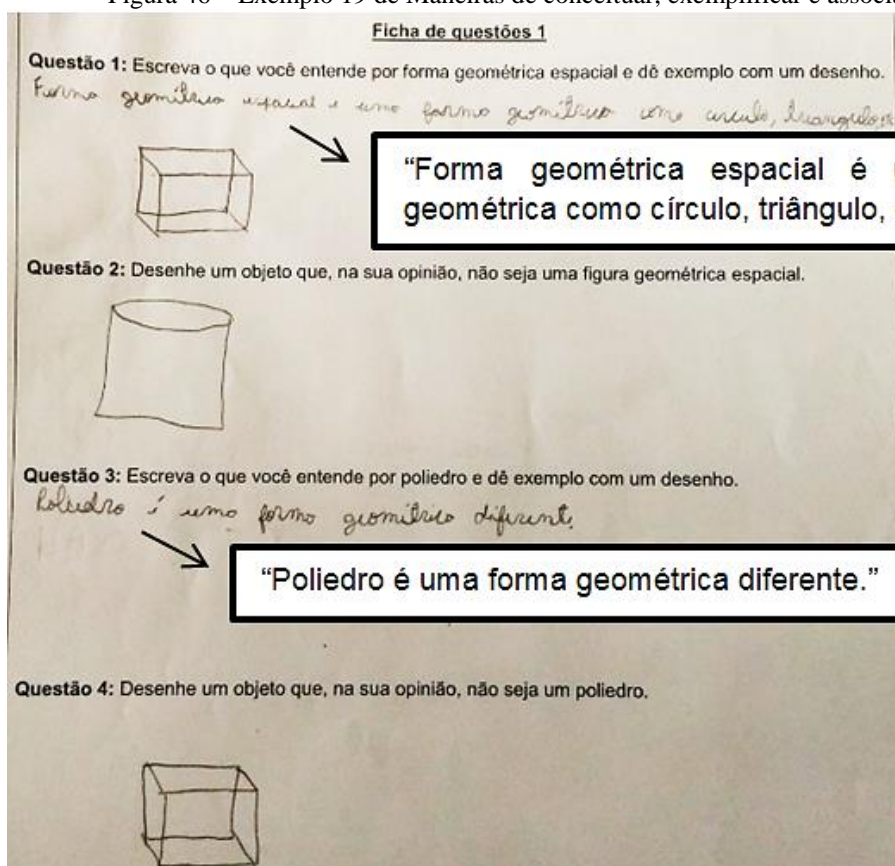 Figura 46 – Exemplo 19 de Maneiras de conceituar, exemplificar e associa
Ficha de questões 1
Questão 1: Escreva o que você entende por forma geométrica espacial e dê exemplo com um desenho.
Forma geométrica espacial é uma forma geométrica como círculo, triangulo,
“Forma geométrica espacial é
geométrica como círculo, triângulo,
Questão 2: Desenhe um objeto que, na sua opinião, não seja uma figura geométrica espacial.
Questão 3: Escreva o que você entende por poliedro e dê exemplo com um desenho.
Poliedro é uma forma geométrica diferente.
“Poliedro é uma forma geométrica diferente.”
Questão 4: Desenhe um objeto que, na sua opinião, não seja um poliedro.